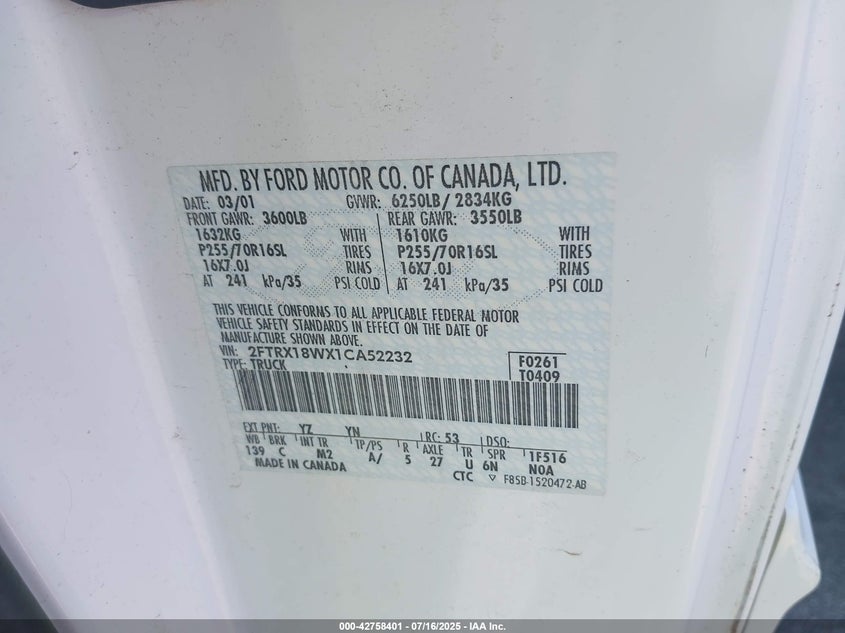 MFD. BY FORD MOTOR CO. OF CANADA, LTD.
DATE: 03/01 GVWR: 6250LB/ 2834KG
FRONT GAWR: 3600LB REAR GAWR: 3550LB
1632KG WITH 1610KG WITH
P255/70R16SL TIRES P255/70R16SL TIRES
16X7.0J RIMS 16X7.0J RIMS
AT 241 kPa/35 PSI COLD AT 241 kPa/35 PSI COLD
THIS VEHICLE CONFORMS TO ALL APPLICABLE FEDERAL MOTOR
VEHICLE SAFETY STANDARDS IN EFFECT ON THE DATE OF
MANUFACTURE SHOWN ABOVE.
VIN: 2FTRX18WX1CA52232 F0261
TYPE: TRUCK T0409
EXT PNT: YZ YN RC: 53 DSO:
WB BRK INT TR TP/PS R AXLE TR SPR 1F516
139 C M2 A/ 5 27 U 6N N0A
MADE IN CANADA CTC ▽ F85B-1520472-AB
000-42758401 - 07/16/2025 - IAA Inc.